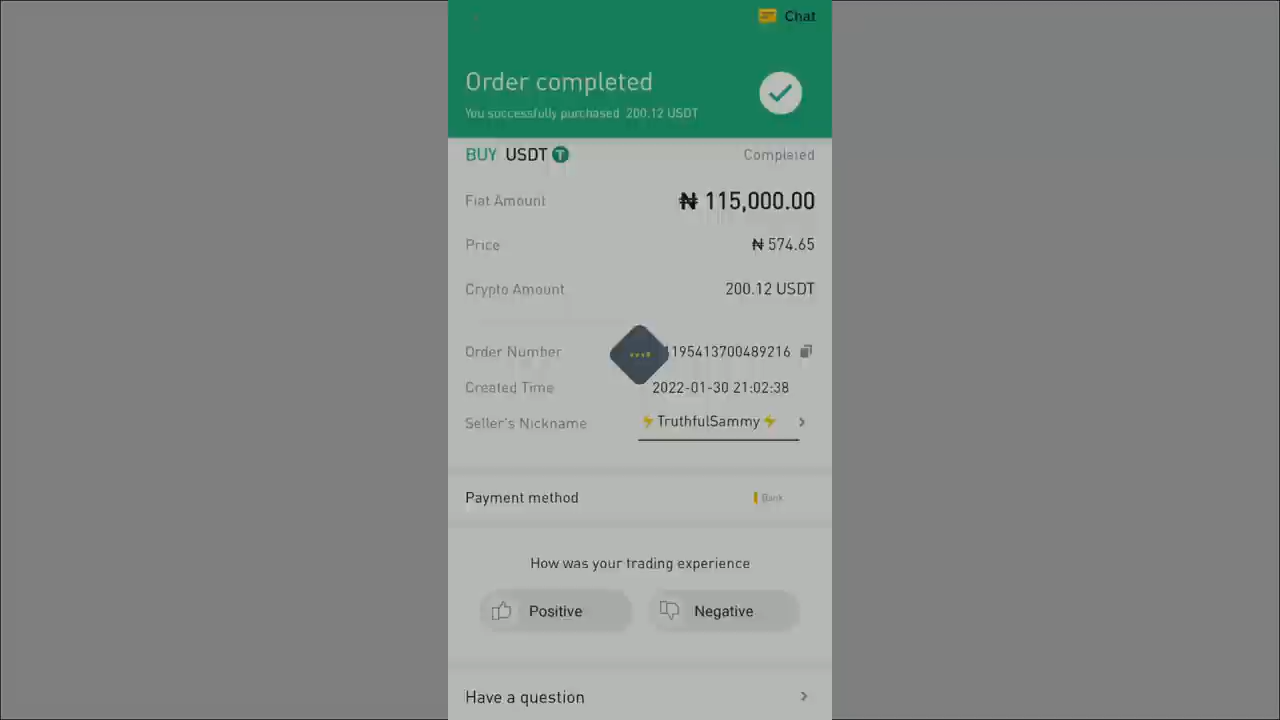 Chat
Order completed
You successfully purchased 200.12 USDT
BUY USDT T
Completed
Fiat Amount
₦ 115,000.00
Price
₦ 574.65
Crypto Amount
200.12 USDT
Order Number
1195413700489216
Created Time
2022-01-30 21:02:38
Seller's Nickname
⚡TruthfulSammy⚡
Payment method
Bank
How was your trading experience
Positive
Negative
Have a question